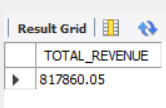 Result Grid
TOTAL_REVENUE
817860.05